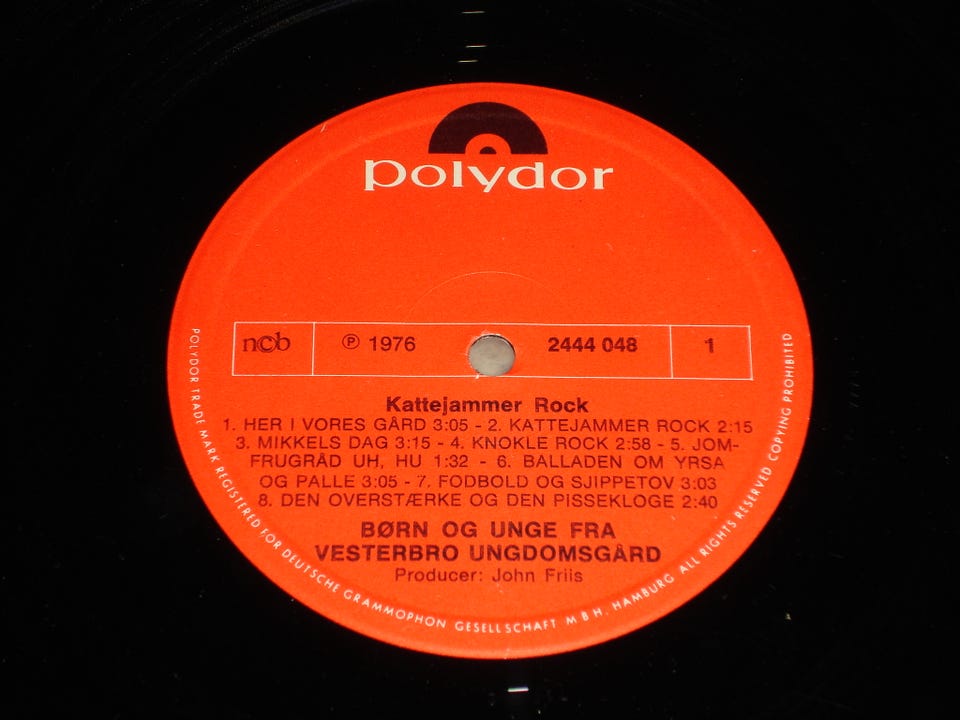 polydor
ncb ℗ 1976 2444 048 1
Kattejammer Rock
1. HER I VORES GÅRD 3:05 - 2. KATTEJAMMER ROCK 2:15
3. MIKKELS DAG 3:15 - 4. KNOKLE ROCK 2:58 - 5. JOM-
FRUGRÅD UH, HU 1:32 - 6. BALLADEN OM YRSA
OG PALLE 3:05 - 7. FODBOLD OG SJIPPETOV 3:03
8. DEN OVERSTÆRKE OG DEN PISSEKLOGE 2:40
BØRN OG UNGE FRA
VESTERBRO UNGDOMSGÅRD
Producer: John Friis
POLYDOR TRADE MARK REGISTERED FOR DEUTSCHE GRAMMOPHON GESELLSCHAFT M B H. HAMBURG ALL RIGHTS RESERVED COPYING PROHIBITED